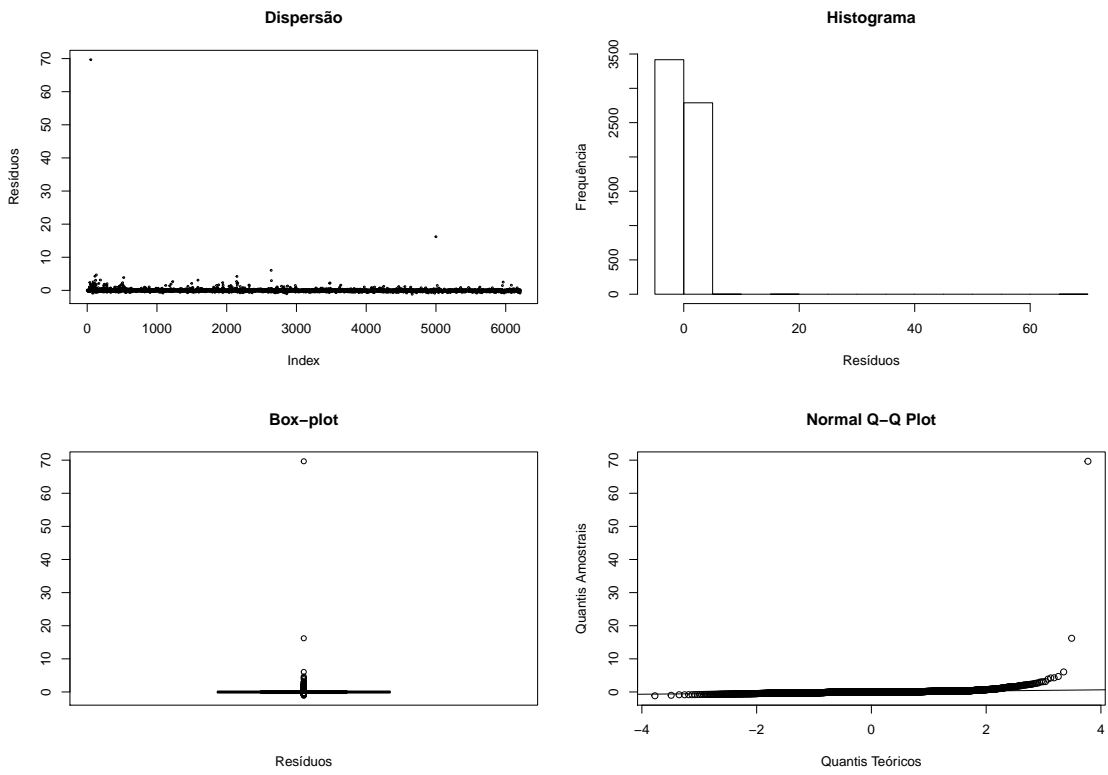 Dispersão
70
60
50
40
30
20
10
0
Resíduos
0 1000 2000 3000 4000 5000 6000
Index
Histograma
3500
2500
1500
500
0
Frequência
0 20 40 60
Resíduos
Box−plot
70
60
50
40
30
20
10
0
Resíduos
Normal Q−Q Plot
70
60
50
40
30
20
10
0
Quantis Amostrais
−4 −2 0 2 4
Quantis Teóricos